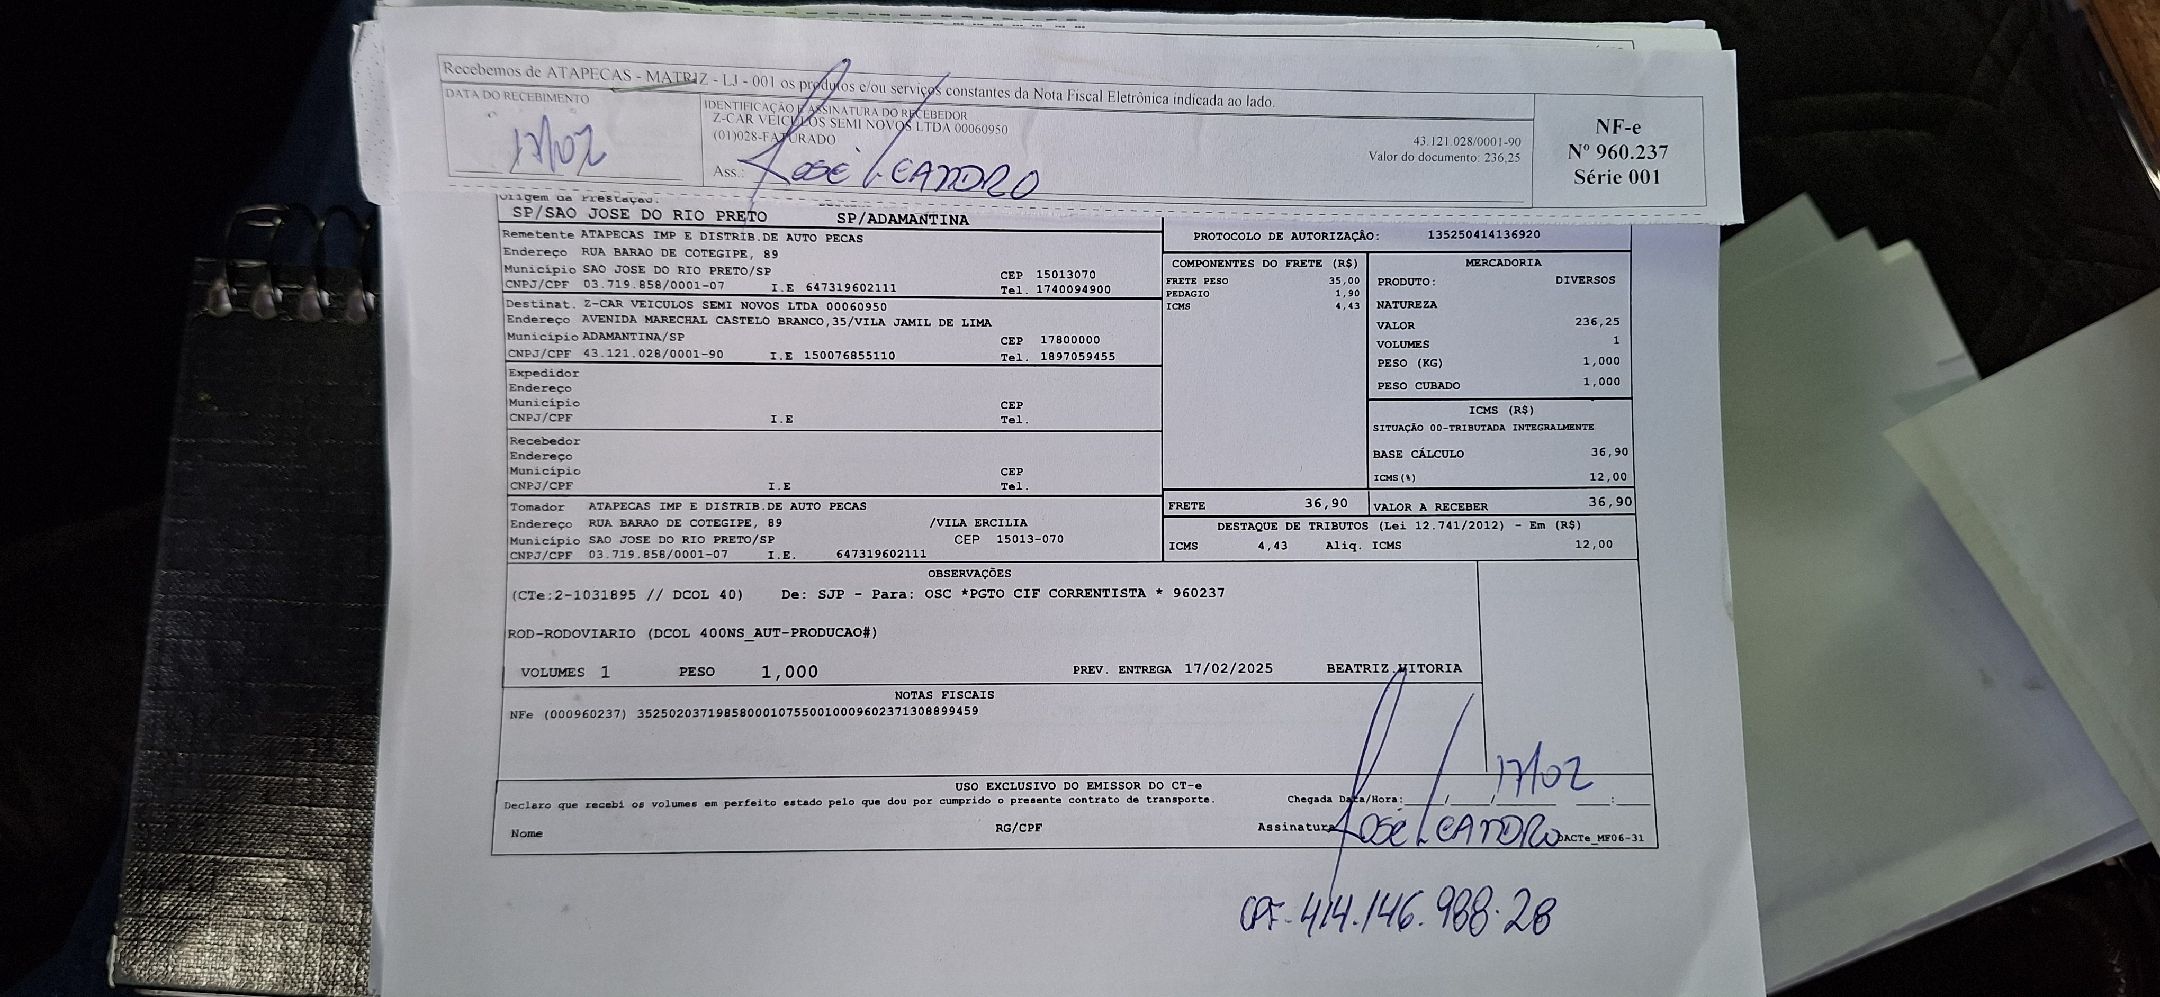 Recebemos de ATAPECAS - MATRIZ - LJ - 001 os produtos e/ou serviços constantes da Nota Fiscal Eletrônica indicada ao lado.
DATA DO RECEBIMENTO
17/02
IDENTIFICAÇÃO E ASSINATURA DO RECEBEDOR
Z-CAR VEICULOS SEMI NOVOS LTDA 00060950
(01)028-FATURADO
Ass.: JOSÉ LEANDRO
43.121.028/0001-90
Valor do documento: 236,25
NF-e
Nº 960.237
Série 001
Origem da Prestação:
SP/SAO JOSE DO RIO PRETO SP/ADAMANTINA
Remetente ATAPECAS IMP E DISTRIB.DE AUTO PECAS
Endereço RUA BARAO DE COTEGIPE, 89
Município SAO JOSE DO RIO PRETO/SP CEP 15013070
CNPJ/CPF 03.719.858/0001-07 I.E 647319602111 Tel. 1740094900
Destinat. Z-CAR VEICULOS SEMI NOVOS LTDA 00060950
Endereço AVENIDA MARECHAL CASTELO BRANCO,35/VILA JAMIL DE LIMA
Município ADAMANTINA/SP CEP 17800000
CNPJ/CPF 43.121.028/0001-90 I.E 150076855110 Tel. 1897059455
Expedidor
Endereço
Município CEP
CNPJ/CPF I.E Tel.
Recebedor
Endereço
Município CEP
CNPJ/CPF I.E Tel.
Tomador ATAPECAS IMP E DISTRIB.DE AUTO PECAS
Endereço RUA BARAO DE COTEGIPE, 89 /VILA ERCILIA
Município SAO JOSE DO RIO PRETO/SP CEP 15013-070
CNPJ/CPF 03.719.858/0001-07 I.E. 647319602111
PROTOCOLO DE AUTORIZAÇÂO: 135250414136920
COMPONENTES DO FRETE (R$)
FRETE PESO 35,00
PEDAGIO 1,90
ICMS 4,43
MERCADORIA
PRODUTO: DIVERSOS
NATUREZA
VALOR 236,25
VOLUMES 1
PESO (KG) 1,000
PESO CUBADO 1,000
ICMS (R$)
SITUAÇÃO 00-TRIBUTADA INTEGRALMENTE
BASE CÁLCULO 36,90
ICMS(%) 12,00
FRETE 36,90
VALOR A RECEBER 36,90
DESTAQUE DE TRIBUTOS (Lei 12.741/2012) - Em (R$)
ICMS 4,43 Aliq. ICMS 12,00
OBSERVAÇÕES
(CTe:2-1031895 // DCOL 40) De: SJP - Para: OSC *PGTO CIF CORRENTISTA * 960237
ROD-RODOVIARIO (DCOL 400NS_AUT-PRODUCAO#)
VOLUMES 1 PESO 1,000 PREV. ENTREGA 17/02/2025 BEATRIZ.VITORIA
NOTAS FISCAIS
NFe (000960237) 35250203719858000107550010009602371308899459
USO EXCLUSIVO DO EMISSOR DO CT-e
Declaro que recebi os volumes em perfeito estado pelo que dou por cumprido o presente contrato de transporte.
Chegada Data/Hora:____/____/________ ____:____
17/02
Nome RG/CPF Assinatura JOSÉ LEANDRO
DACTe_MF06-31
CPF-414.146.988-28